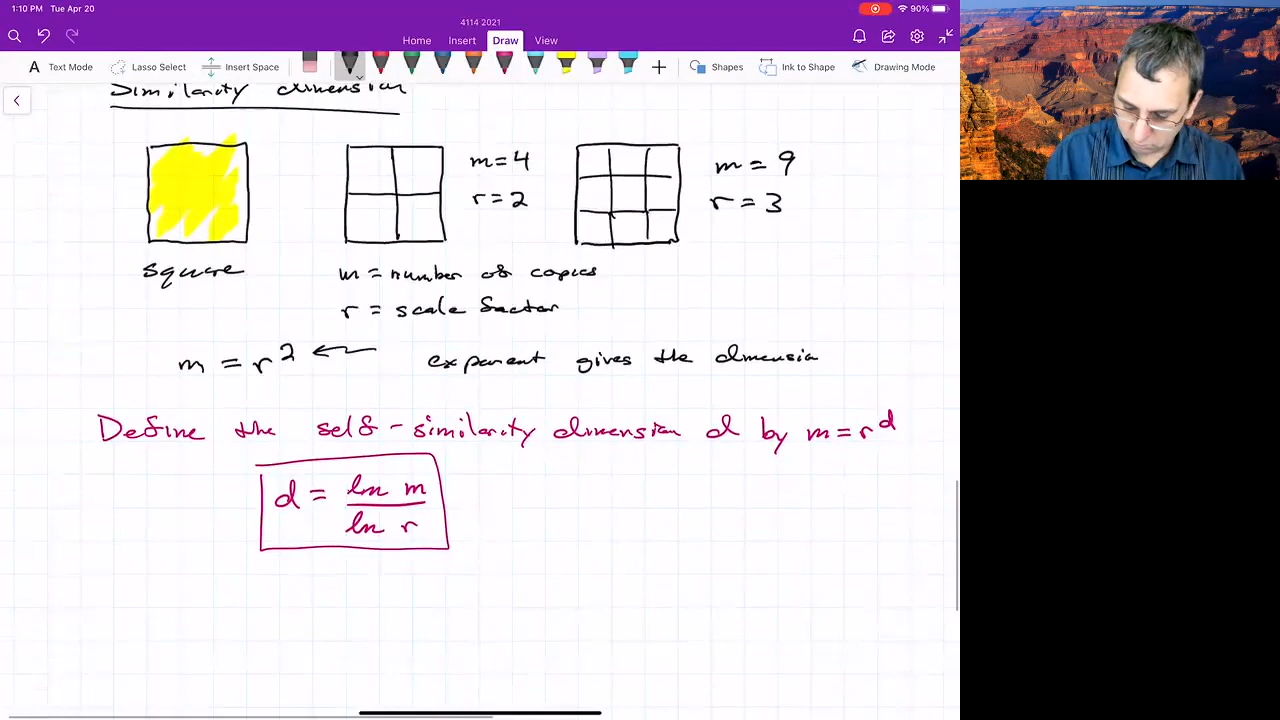 1:10 PM Tue Apr 20
90%
4114 2021
Home Insert Draw View
Text Mode Lasso Select Insert Space Shapes Ink to Shape Drawing Mode
Similarity dimension
m = 4
r = 2
m = 9
r = 3
square
m = number of copies
r = scale factor
m = r^2 ← exponent gives the dimension
Define the self-similarity dimension d by m = r^d
d = ln m / ln r